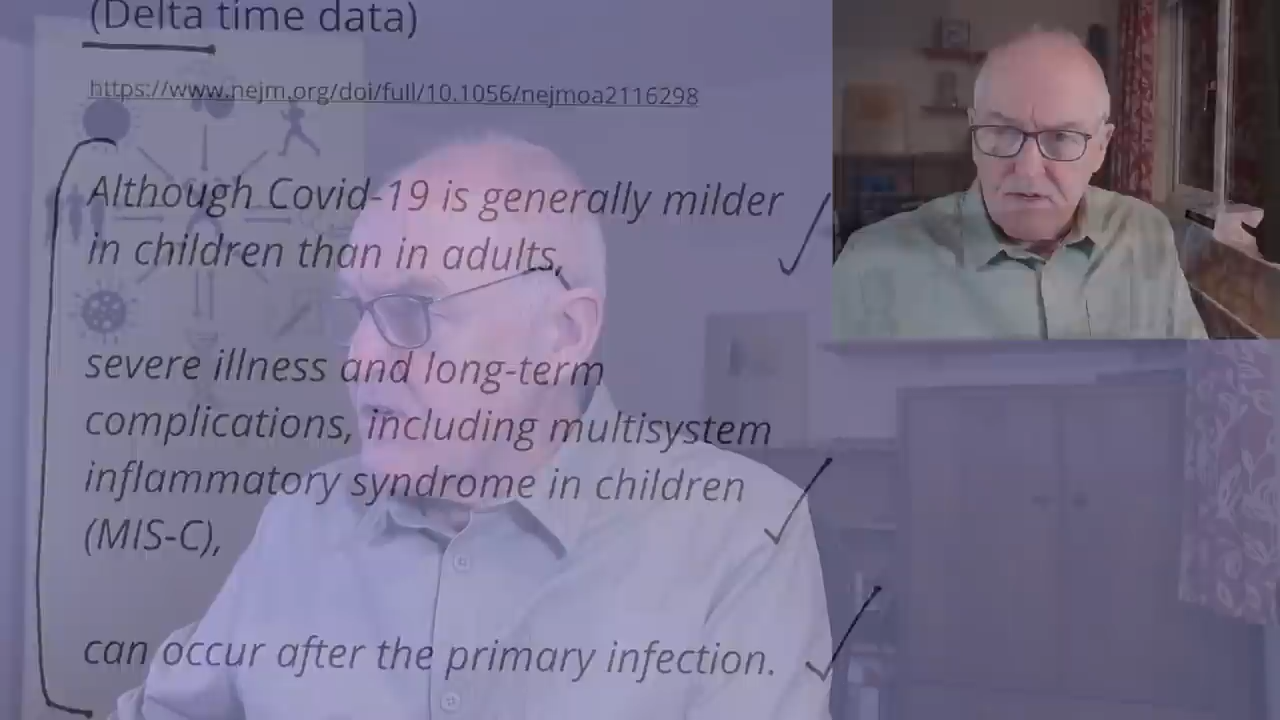 (Delta time data)
https://www.nejm.org/doi/full/10.1056/nejmoa2116298
Although Covid-19 is generally milder
in children than in adults,
severe illness and long-term
complications, including multisystem
inflammatory syndrome in children
(MIS-C),
can occur after the primary infection.